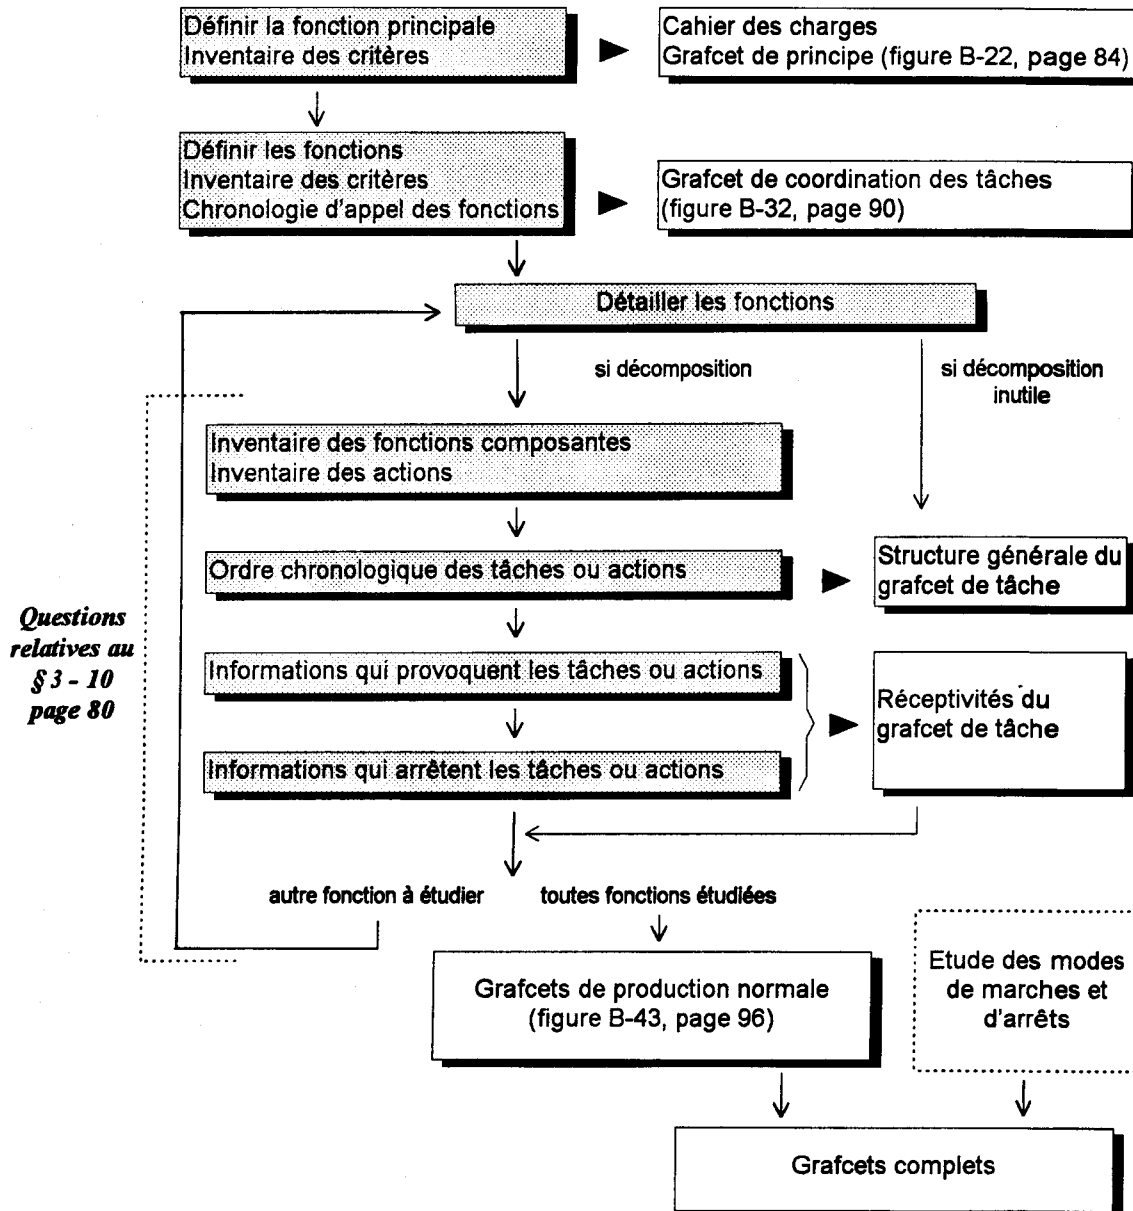 Définir la fonction principale
Inventaire des critères
Cahier des charges
Grafcet de principe (figure B-22, page 84)
Définir les fonctions
Inventaire des critères
Chronologie d'appel des fonctions
Grafcet de coordination des tâches
(figure B-32, page 90)
Détailler les fonctions
si décomposition
si décomposition
inutile
Inventaire des fonctions composantes
Inventaire des actions
Ordre chronologique des tâches ou actions
Structure générale du
grafcet de tâche
Questions
relatives au
§ 3 - 10
page 80
Informations qui provoquent les tâches ou actions
Informations qui arrêtent les tâches ou actions
Réceptivités du
grafcet de tâche
autre fonction à étudier
toutes fonctions étudiées
Grafcets de production normale
(figure B-43, page 96)
Etude des modes
de marches et
d'arrêts
Grafcets complets